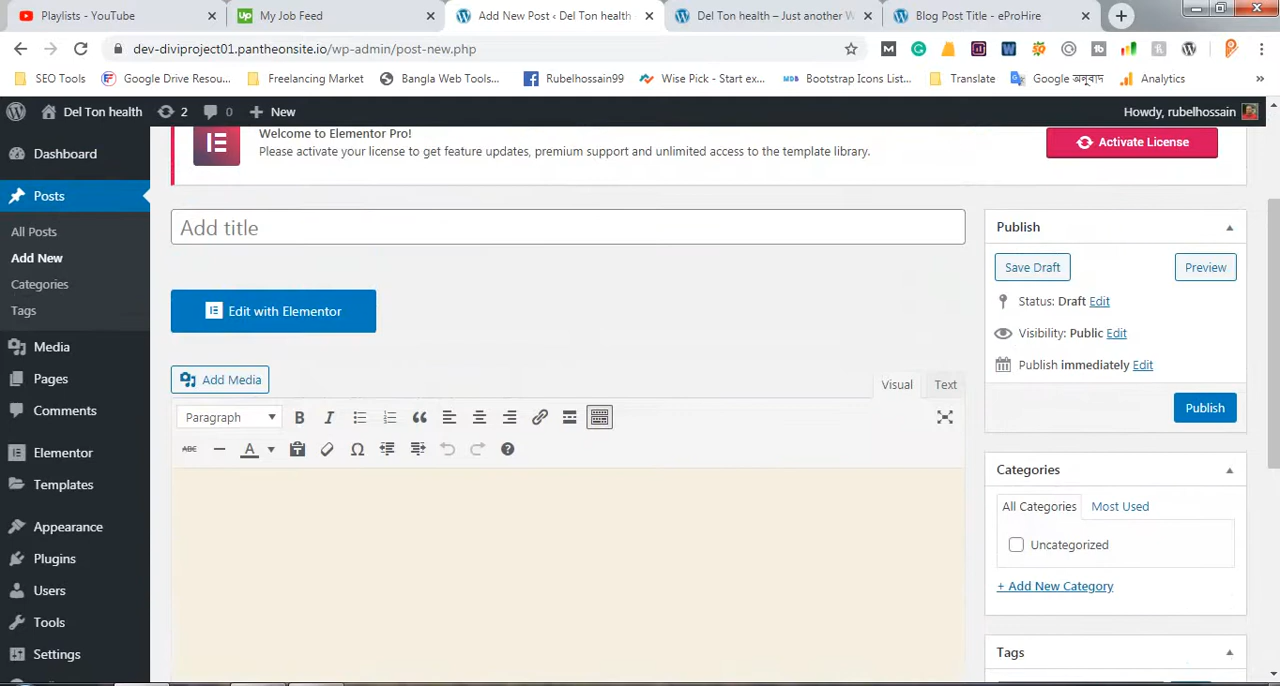 Playlists - YouTube
My Job Feed
Add New Post ‹ Del Ton health
Del Ton health – Just another W
Blog Post Title - eProHire
dev-diviproject01.pantheonsite.io/wp-admin/post-new.php
SEO Tools
Google Drive Resou...
Freelancing Market
Bangla Web Tools...
Rubelhossain99
Wise Pick - Start ex...
Bootstrap Icons List...
Translate
Google অনুবাদ
Analytics
»
Del Ton health
2
0
New
Howdy, rubelhossain
Dashboard
Posts
All Posts
Add New
Categories
Tags
Media
Pages
Comments
Elementor
Templates
Appearance
Plugins
Users
Tools
Settings
Welcome to Elementor Pro!
Please activate your license to get feature updates, premium support and unlimited access to the template library.
Activate License
Add title
Edit with Elementor
Add Media
Visual
Text
Paragraph
B
I
ABC
A
Publish
Save Draft
Preview
Status: Draft Edit
Visibility: Public Edit
Publish immediately Edit
Publish
Categories
All Categories
Most Used
Uncategorized
+ Add New Category
Tags